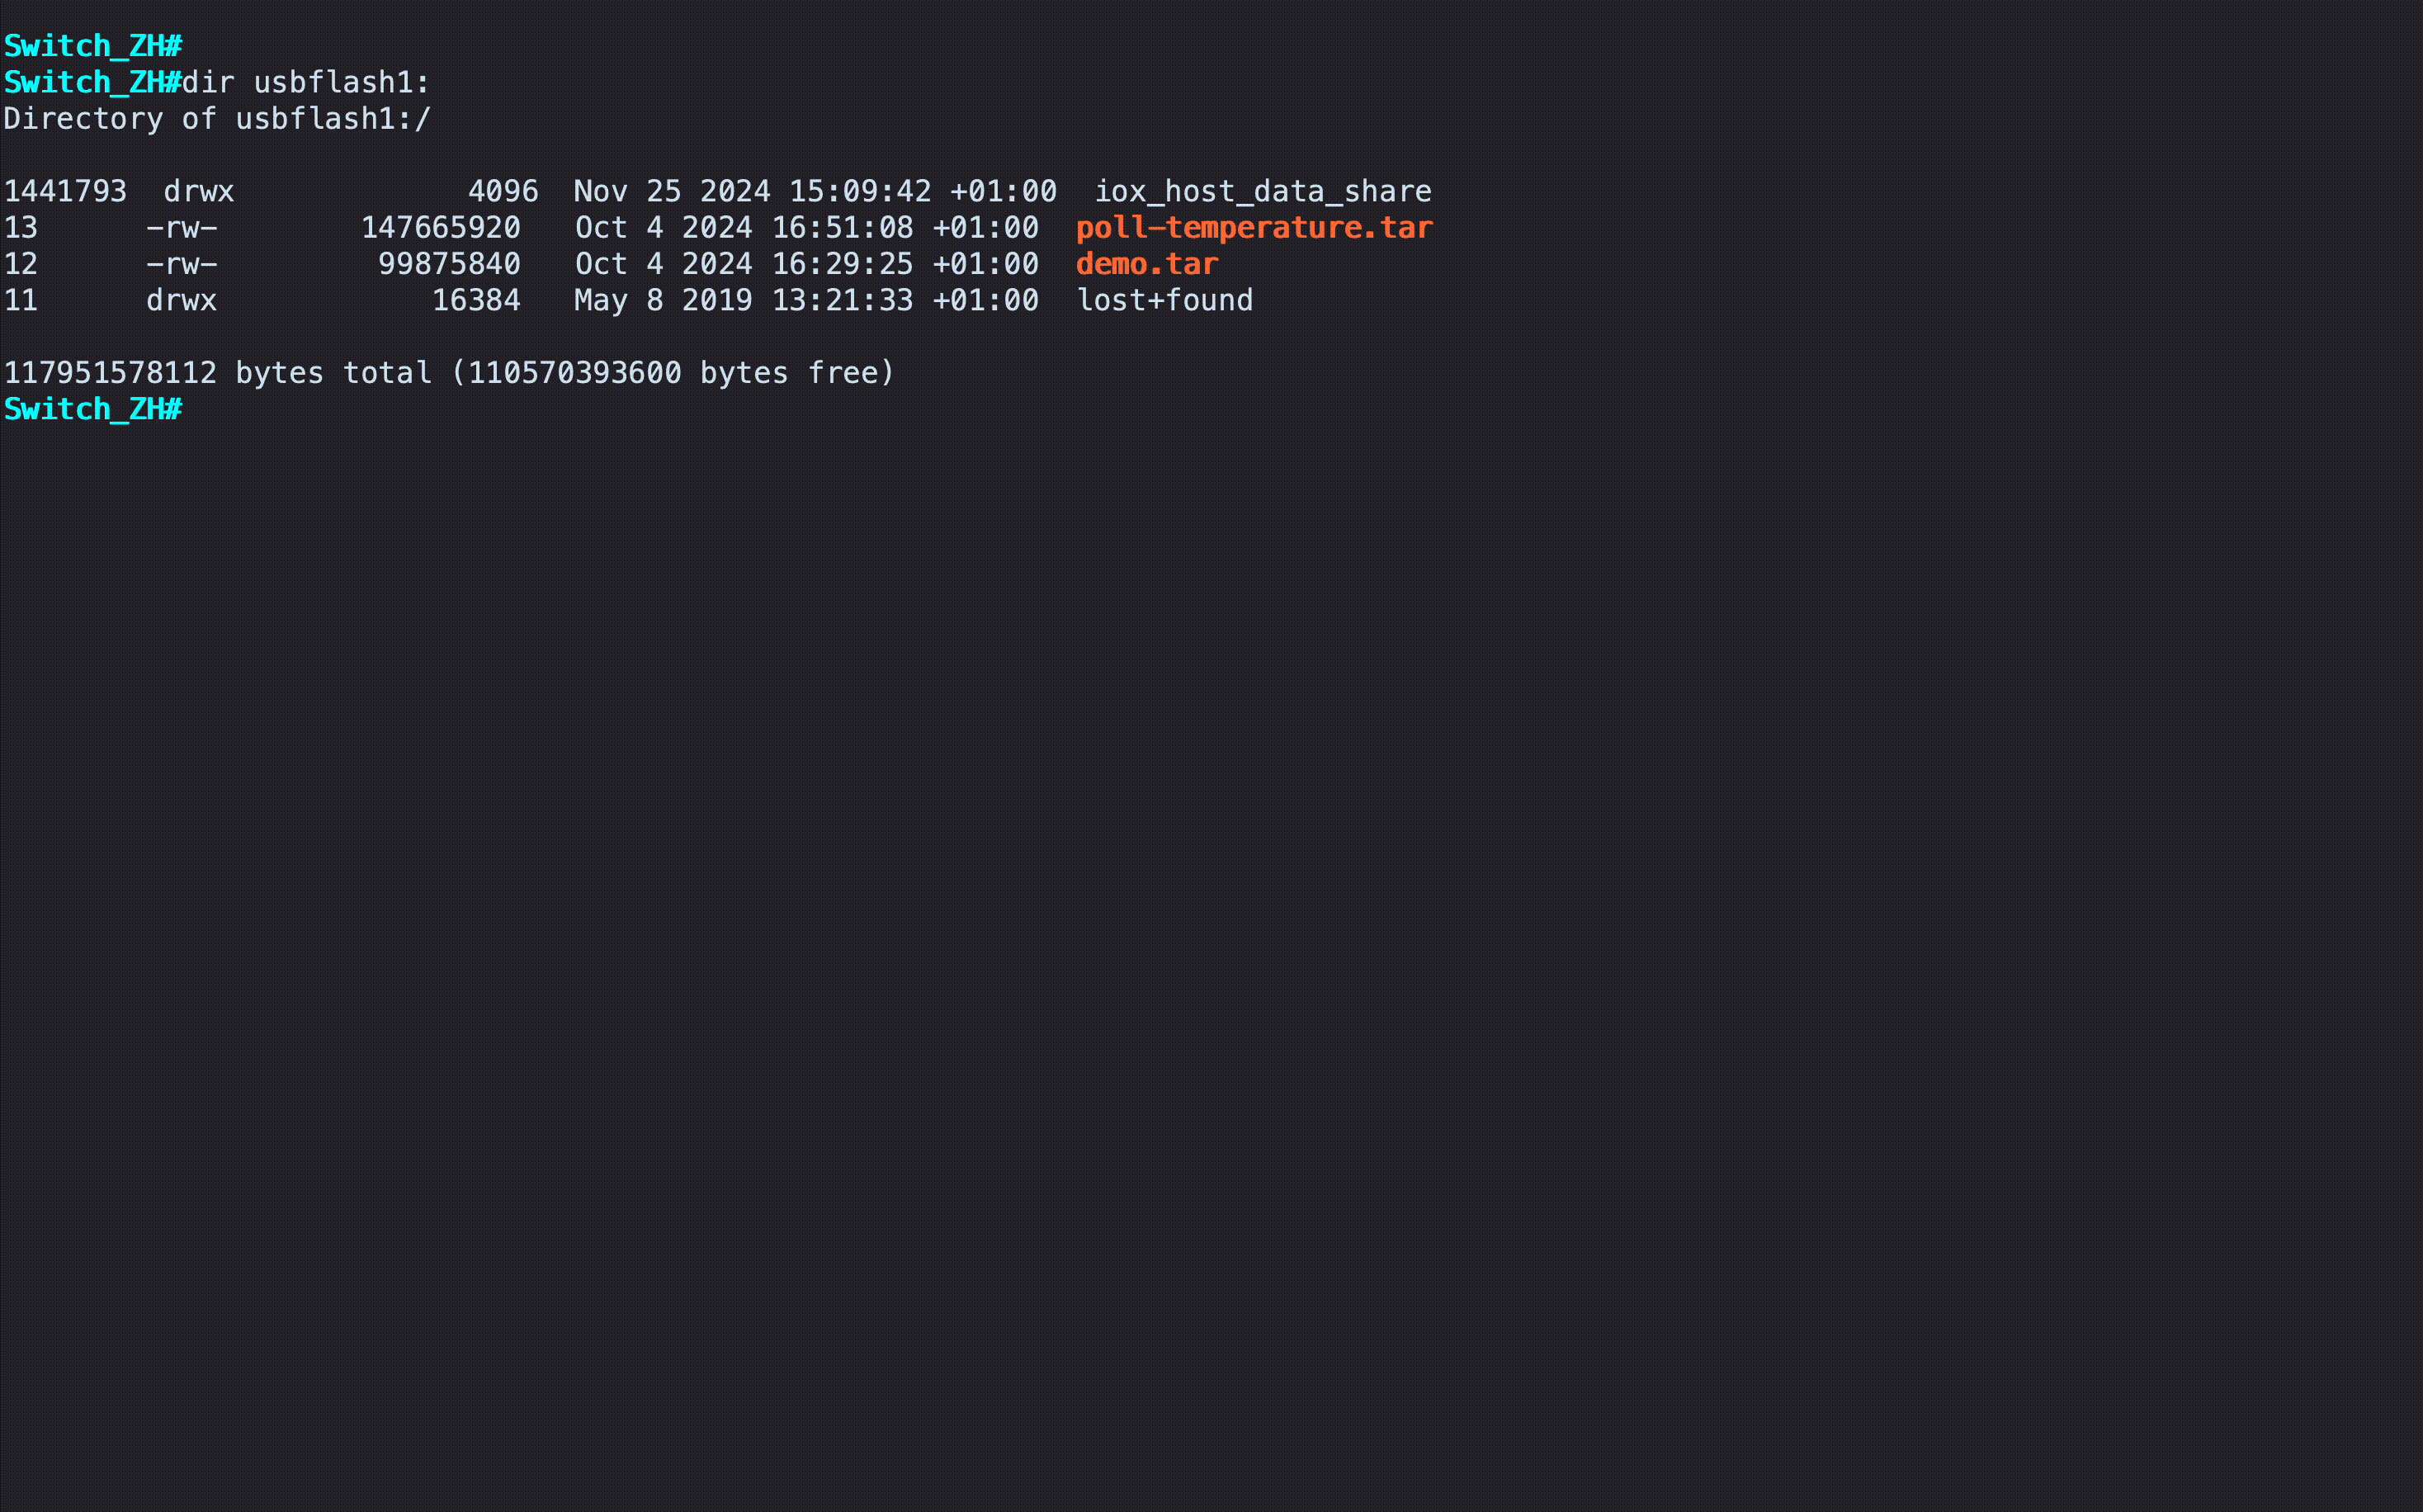 Switch_ZH#
Switch_ZH#dir usbflash1:
Directory of usbflash1:/
1441793  drwx             4096  Nov 25 2024 15:09:42 +01:00  iox_host_data_share
13      -rw-        147665920   Oct 4 2024 16:51:08 +01:00  poll-temperature.tar
12      -rw-         99875840   Oct 4 2024 16:29:25 +01:00  demo.tar
11      drwx            16384   May 8 2019 13:21:33 +01:00  lost+found
117951578112 bytes total (110570393600 bytes free)
Switch_ZH#